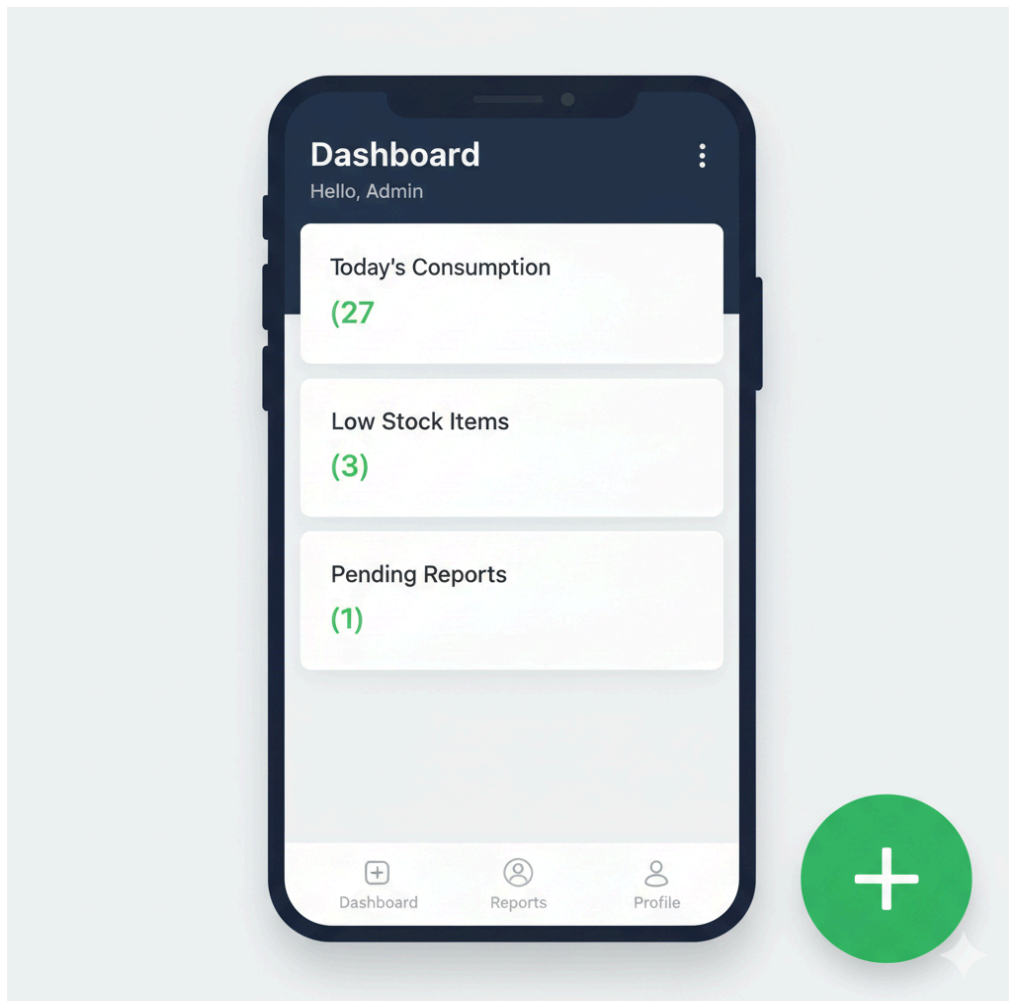 Dashboard
Hello, Admin
Today's Consumption
(27
Low Stock Items
(3)
Pending Reports
(1)
Dashboard
Reports
Profile